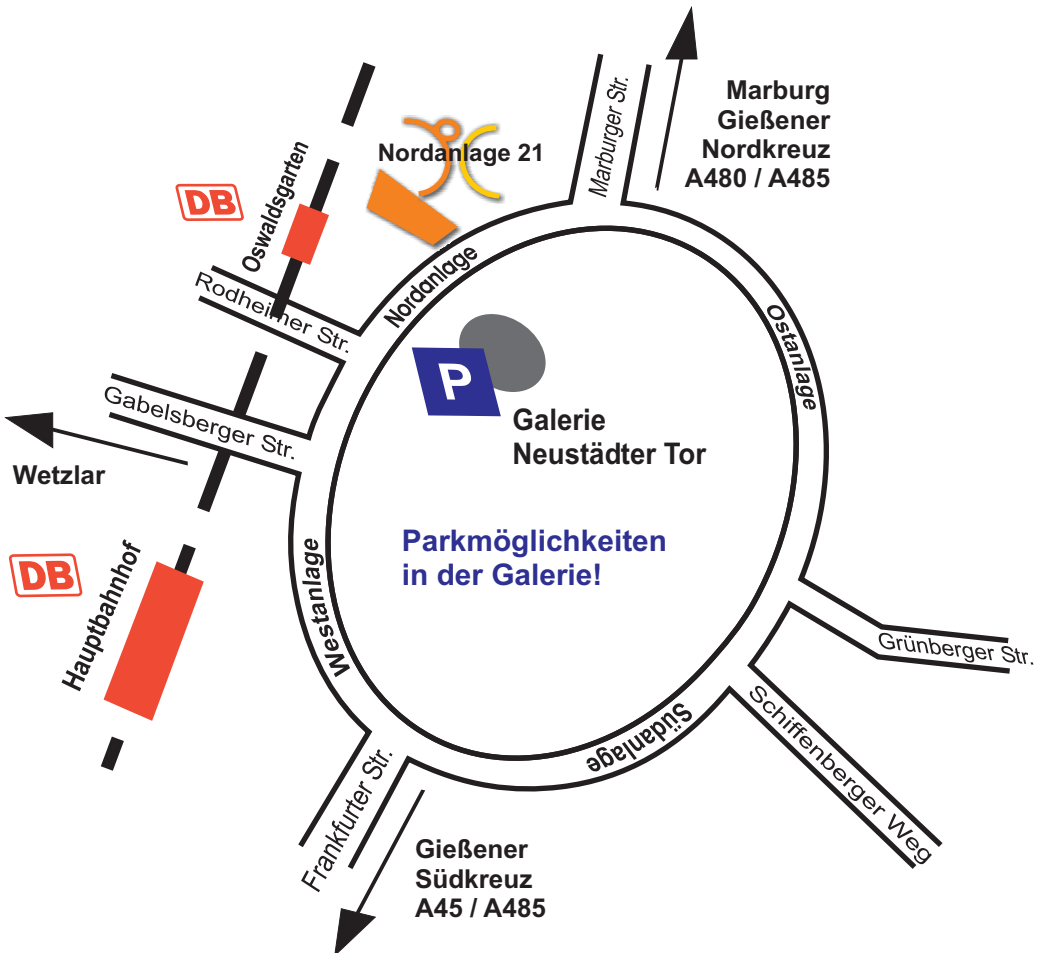 Marburger Str.
Marburg
Gießener
Nordkreuz
A480 / A485
Nordanlage 21
DB
Oswaldsgarten
Rodheimer Str.
Nordanlage
Ostanlage
P
Galerie
Neustädter Tor
Gabelsberger Str.
Wetzlar
Parkmöglichkeiten
in der Galerie!
DB
Hauptbahnhof
Westanlage
Grünberger Str.
Südanlage
Schiffenberger Weg
Frankfurter Str.
Gießener
Südkreuz
A45 / A485